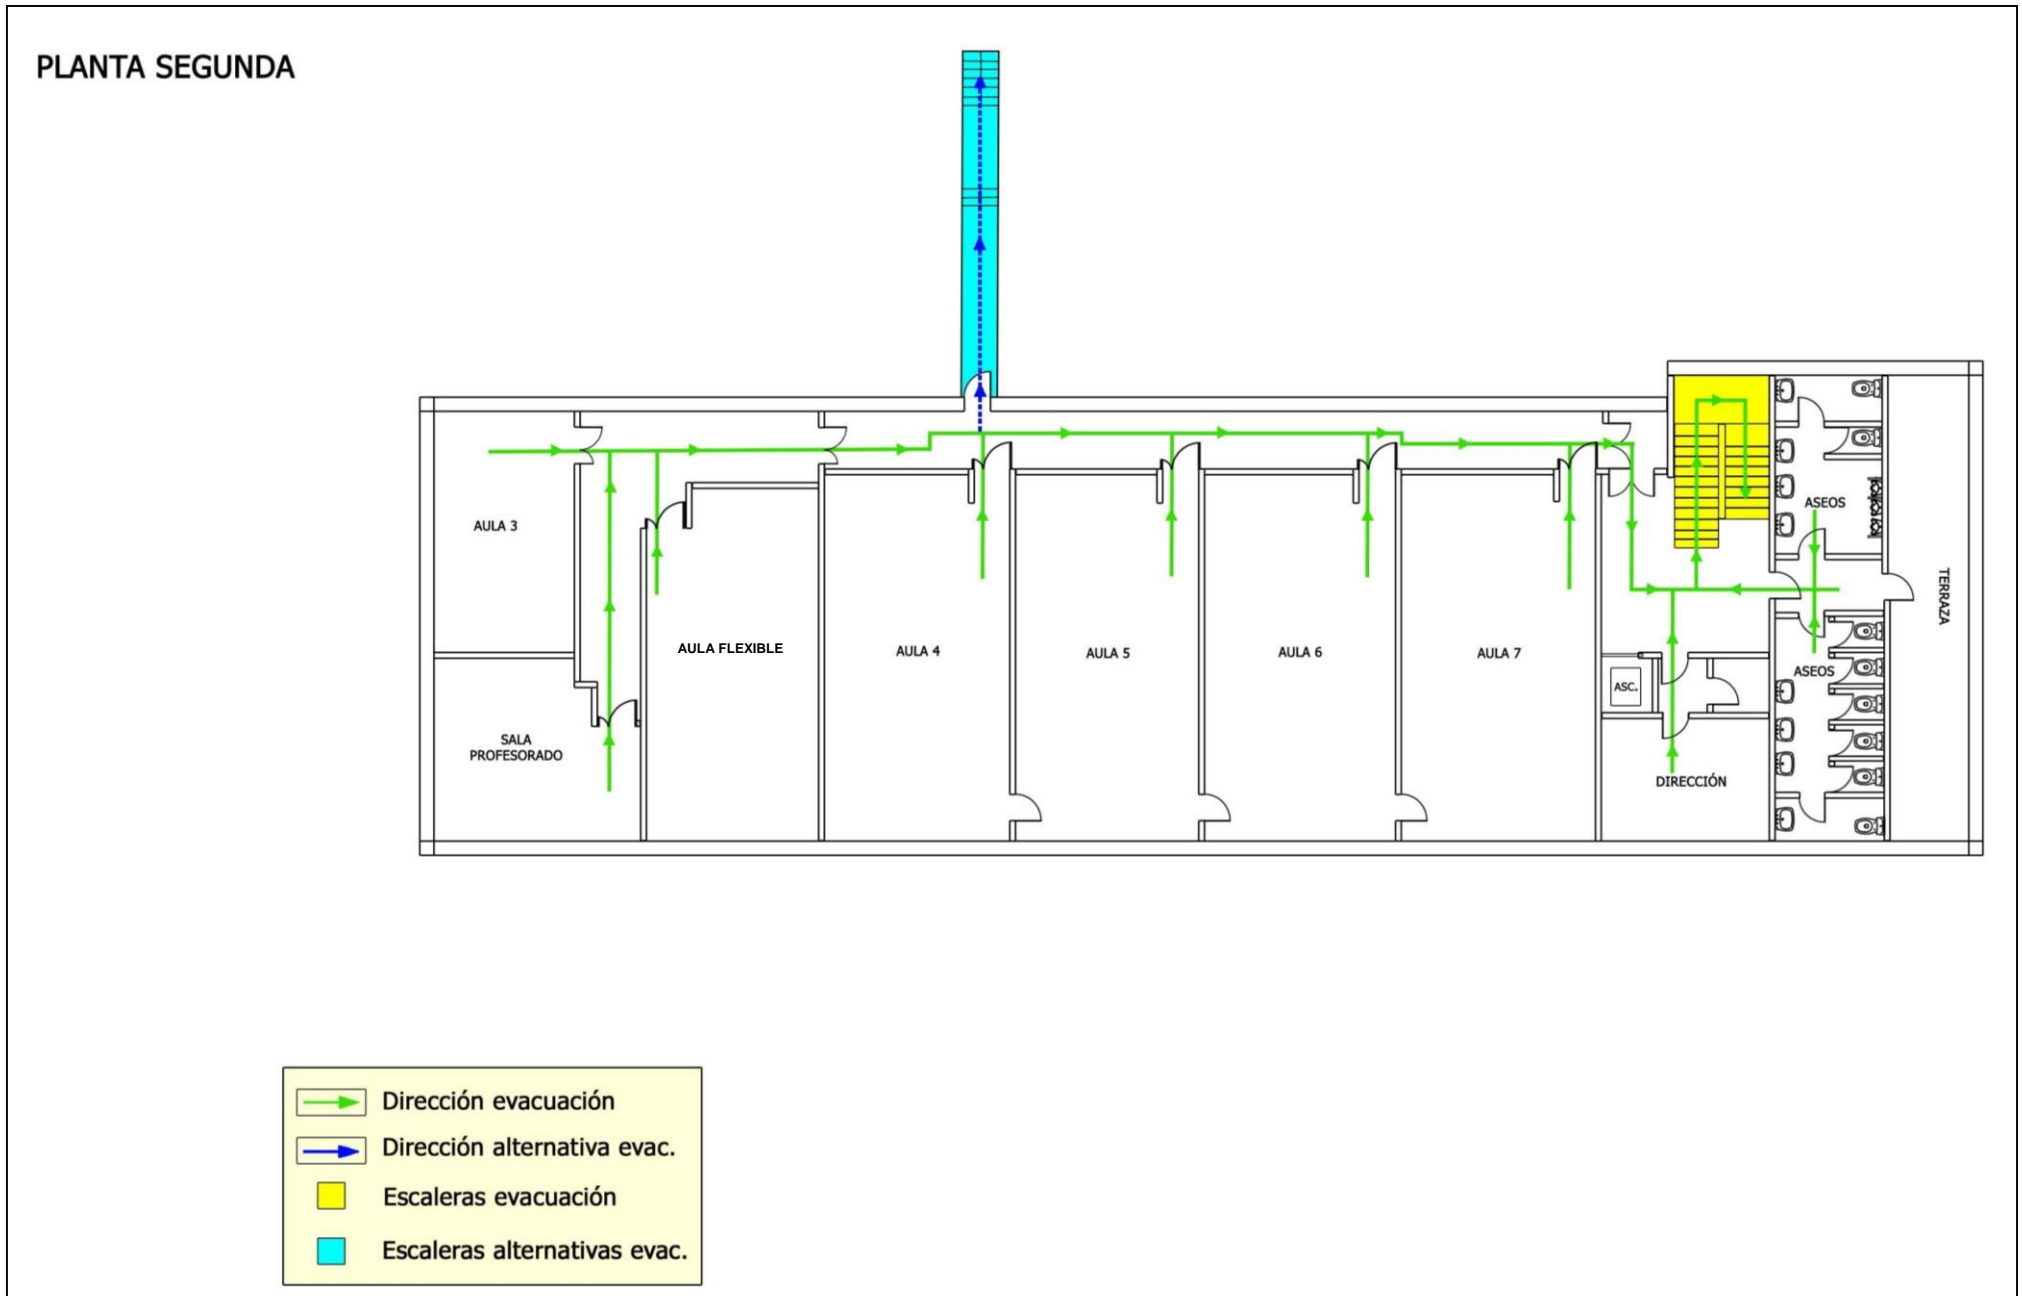 PLANTA SEGUNDA
AULA 3
ASEOS
TERRAZA
AULA FLEXIBLE
AULA 4
AULA 5
AULA 6
AULA 7
ASEOS
ASC.
SALA
PROFESORADO
DIRECCIÓN
Dirección evacuación
Dirección alternativa evac.
Escaleras evacuación
Escaleras alternativas evac.